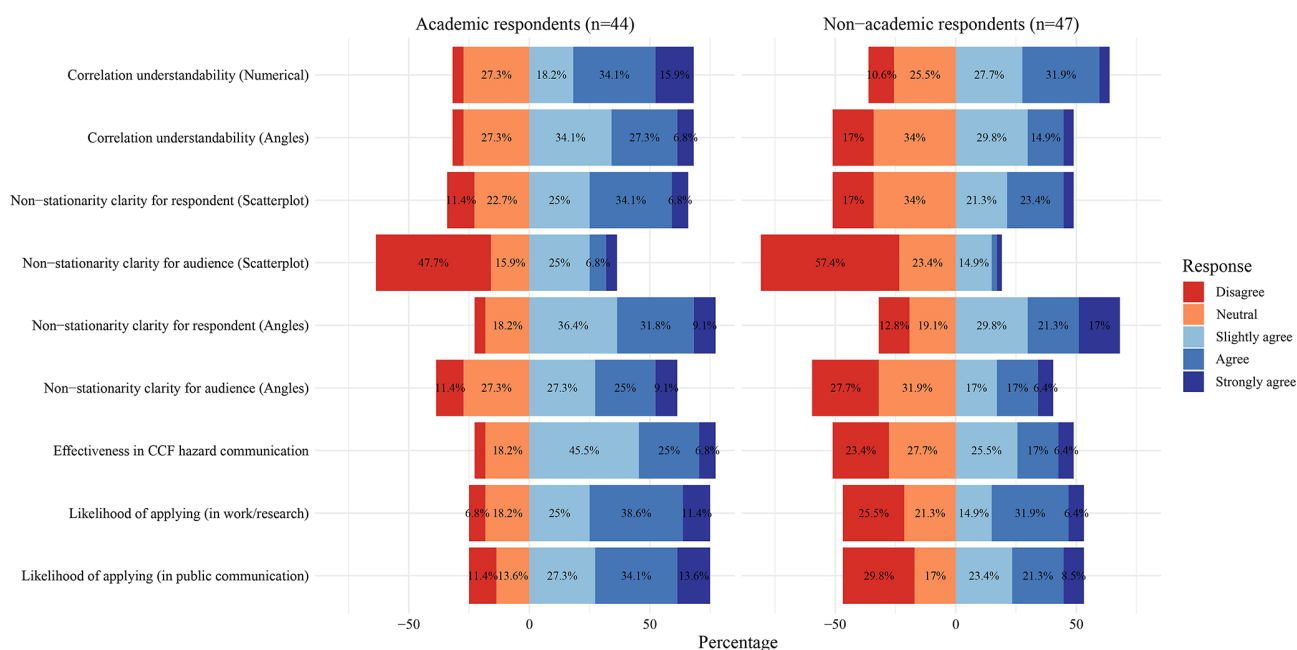 Academic respondents (n=44) Non−academic respondents (n=47)
Correlation understandability (Numerical) 27.3% 18.2% 34.1% 15.9% 10.6% 25.5% 27.7% 31.9%
Correlation understandability (Angles) 27.3% 34.1% 27.3% 6.8% 17% 34% 29.8% 14.9%
Non−stationarity clarity for respondent (Scatterplot) 11.4% 22.7% 25% 34.1% 6.8% 17% 34% 21.3% 23.4%
Non−stationarity clarity for audience (Scatterplot) 47.7% 15.9% 25% 6.8% 57.4% 23.4% 14.9%
Non−stationarity clarity for respondent (Angles) 18.2% 36.4% 31.8% 9.1% 12.8% 19.1% 29.8% 21.3% 17%
Non−stationarity clarity for audience (Angles) 11.4% 27.3% 27.3% 25% 9.1% 27.7% 31.9% 17% 17% 6.4%
Effectiveness in CCF hazard communication 18.2% 45.5% 25% 6.8% 23.4% 27.7% 25.5% 17% 6.4%
Likelihood of applying (in work/research) 6.8% 18.2% 25% 38.6% 11.4% 25.5% 21.3% 14.9% 31.9% 6.4%
Likelihood of applying (in public communication) 11.4% 13.6% 27.3% 34.1% 13.6% 29.8% 17% 23.4% 21.3% 8.5%
−50 0 50 −50 0 50
Percentage
Response
Disagree
Neutral
Slightly agree
Agree
Strongly agree